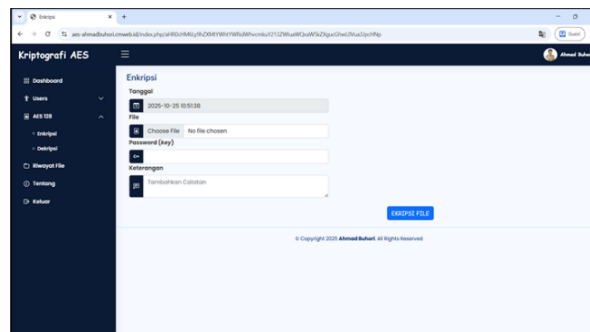 Enkripsi
Kriptografi AES
Ahmad Buhori
Dashboard
Users
AES 128
Enkripsi
Dekripsi
Riwayat File
Tentang
Keluar
Enkripsi
Tanggal
2025-10-25 10:51:38
File
Choose File No file chosen
Password (key)
Keterangan
Tambahkan Catatan
ENKRIPSI FILE
© Copyright 2025 Ahmad Buhori. All Rights Reserved